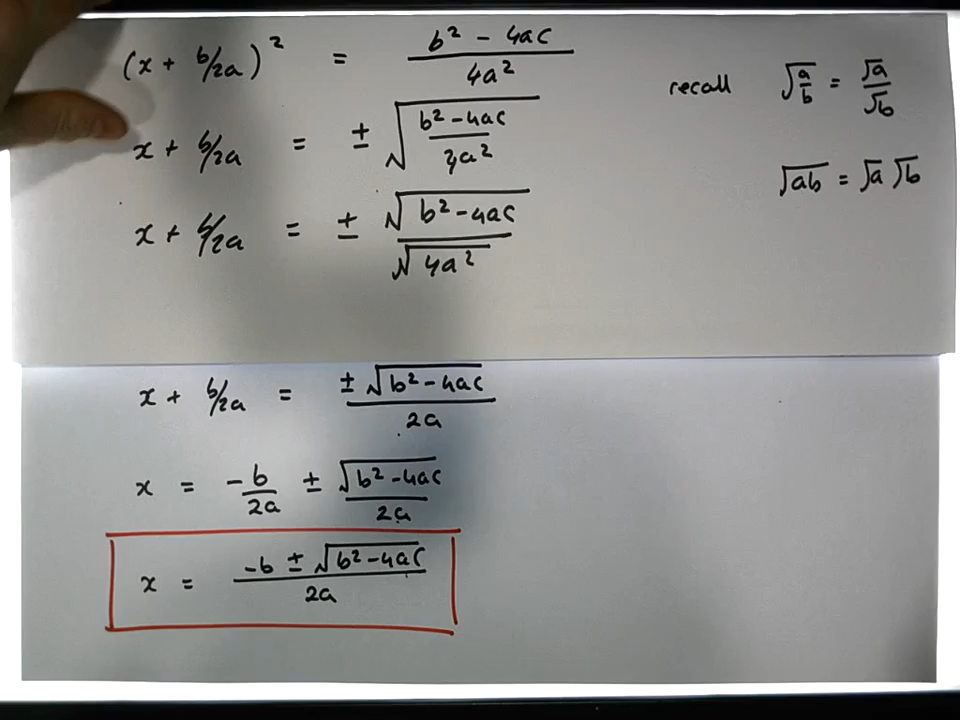 (x + b/2a)² = (b² - 4ac)/(4a²)
x + b/2a = ± √((b² - 4ac)/(4a²))
x + b/2a = ± √(b² - 4ac)/√(4a²)
x + b/2a = ± √(b² - 4ac)/(2a)
x = -b/(2a) ± √(b² - 4ac)/(2a)
x = (-b ± √(b² - 4ac))/(2a)
recall √(a/b) = √a/√b
√(ab) = √a √b